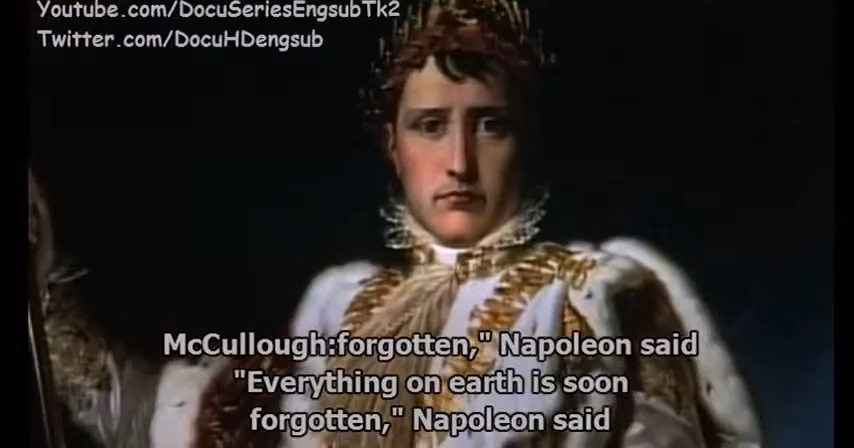 Youtube.com/DocuSeriesEngsubTk2
Twitter.com/DocuHDengsub
McCullough:forgotten," Napoleon said
"Everything on earth is soon
forgotten," Napoleon said